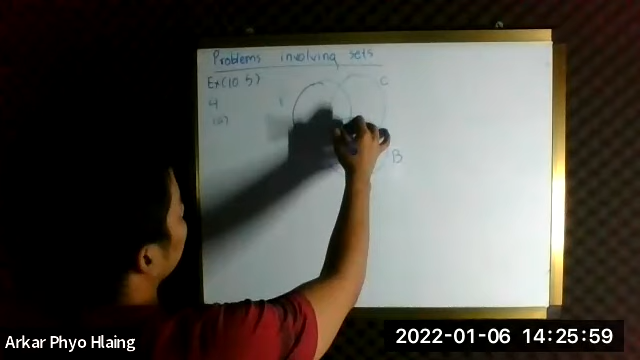 Problems involving sets
Ex(10.5)
4
(a)
C
B
Arkar Phyo Hlaing
2022-01-06 14:25:59